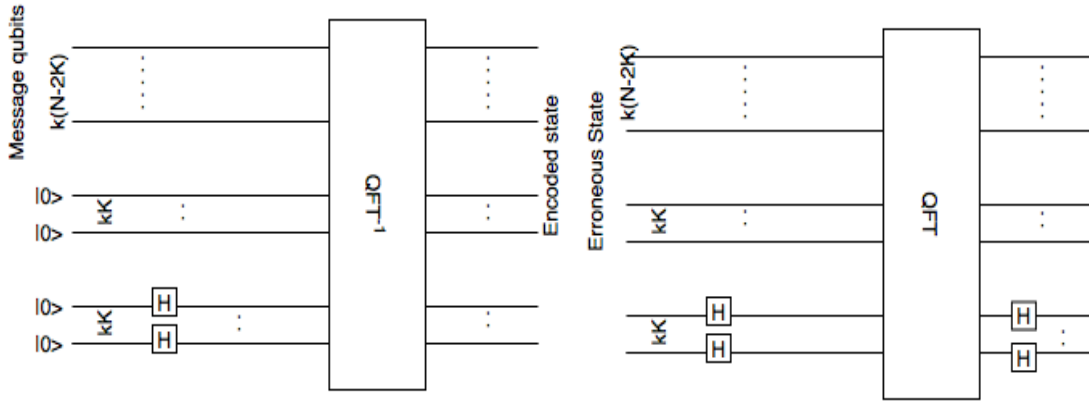 Message qubits
k(N-2K)
|0>
kK
|0>
|0>
H
kK
|0>
H
QFT⁻¹
Encoded state
Erroneous State
k(N-2K)
kK
H
kK
H
QFT
H
H